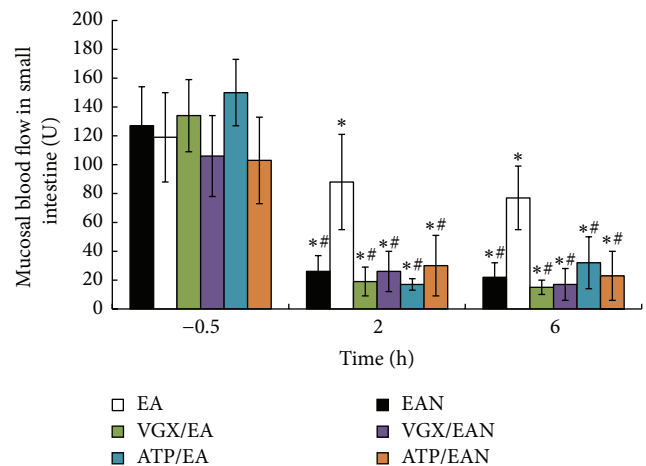 200
180
160
140
120
100
80
60
40
20
0
Mucosal blood flow in small
intestine (U)
*
*
*#
*#
*#
*#
*#
*#
*#
*#
*#
*#
−0.5
2
6
Time (h)
EA
EAN
VGX/EA
VGX/EAN
ATP/EA
ATP/EAN